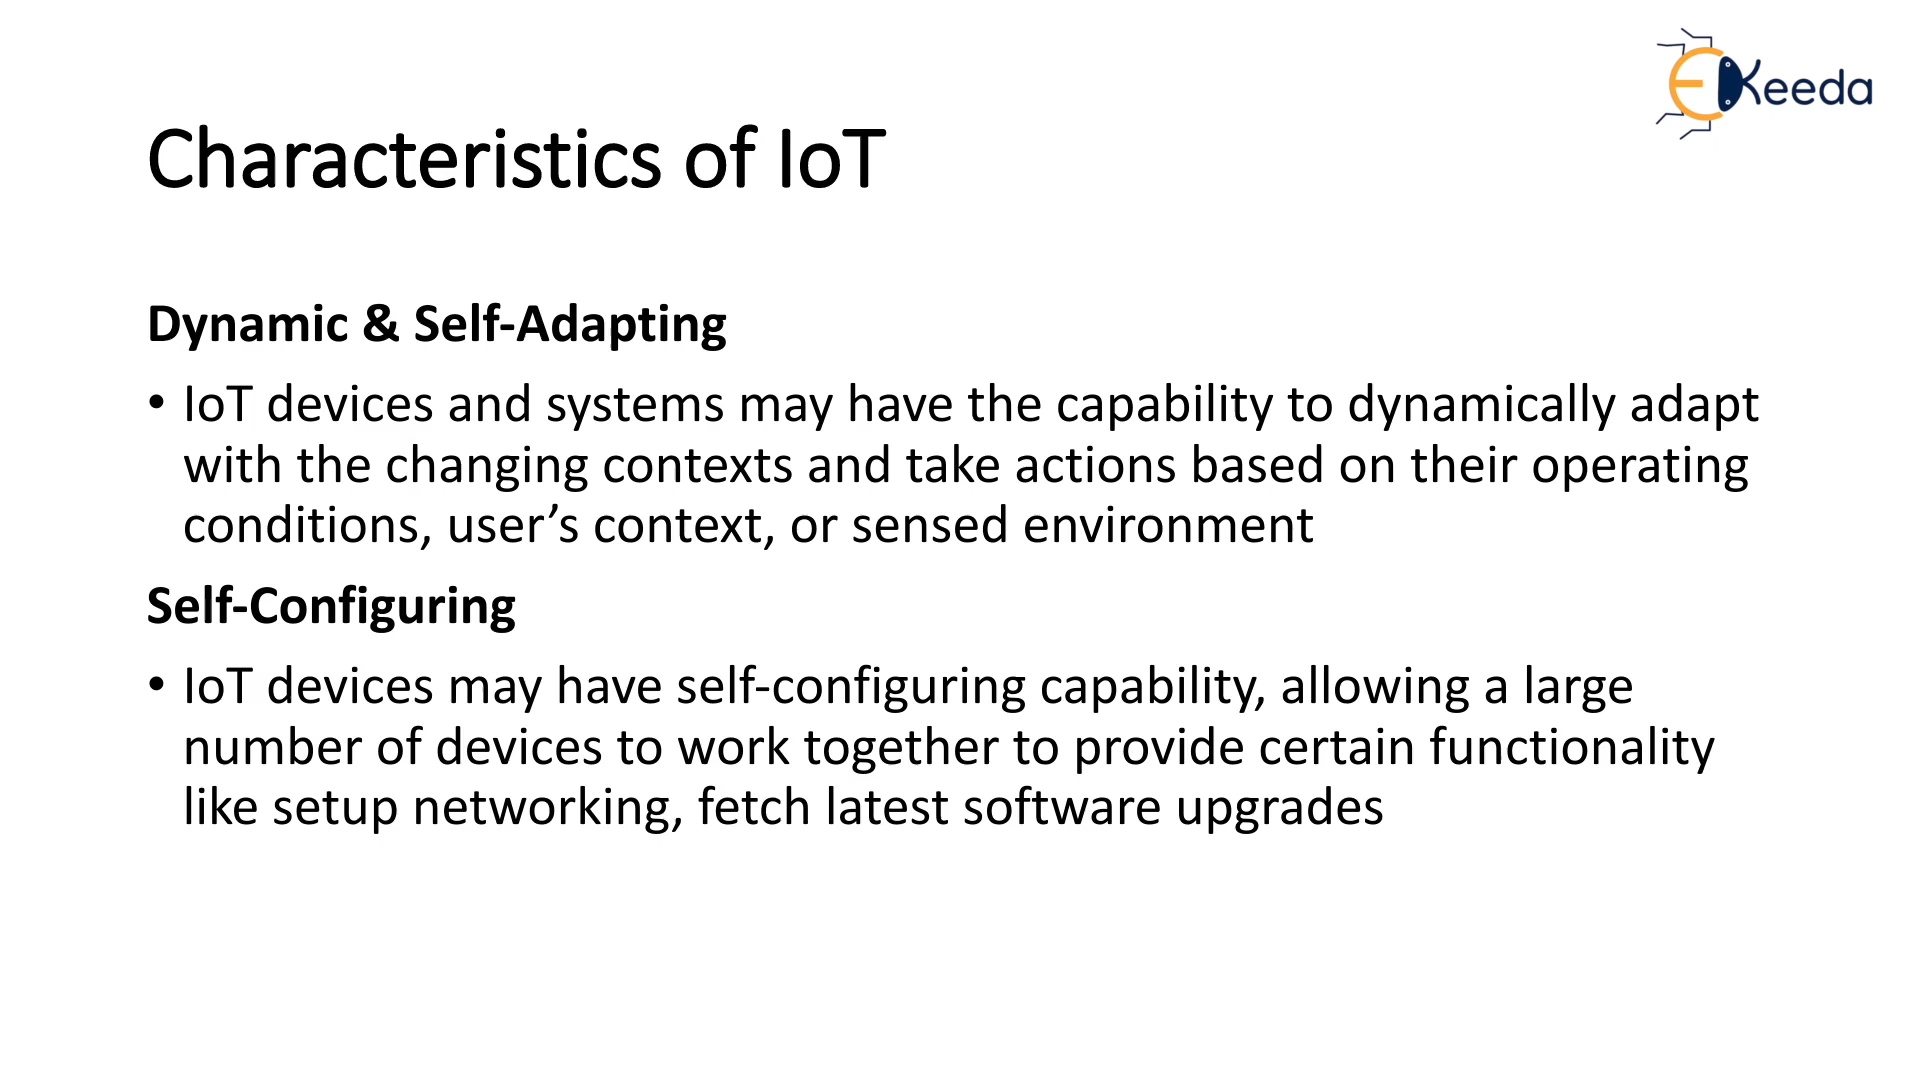 EKeeda
Characteristics of IoT
Dynamic & Self-Adapting
• IoT devices and systems may have the capability to dynamically adapt
with the changing contexts and take actions based on their operating
conditions, user’s context, or sensed environment
Self-Configuring
• IoT devices may have self-configuring capability, allowing a large
number of devices to work together to provide certain functionality
like setup networking, fetch latest software upgrades